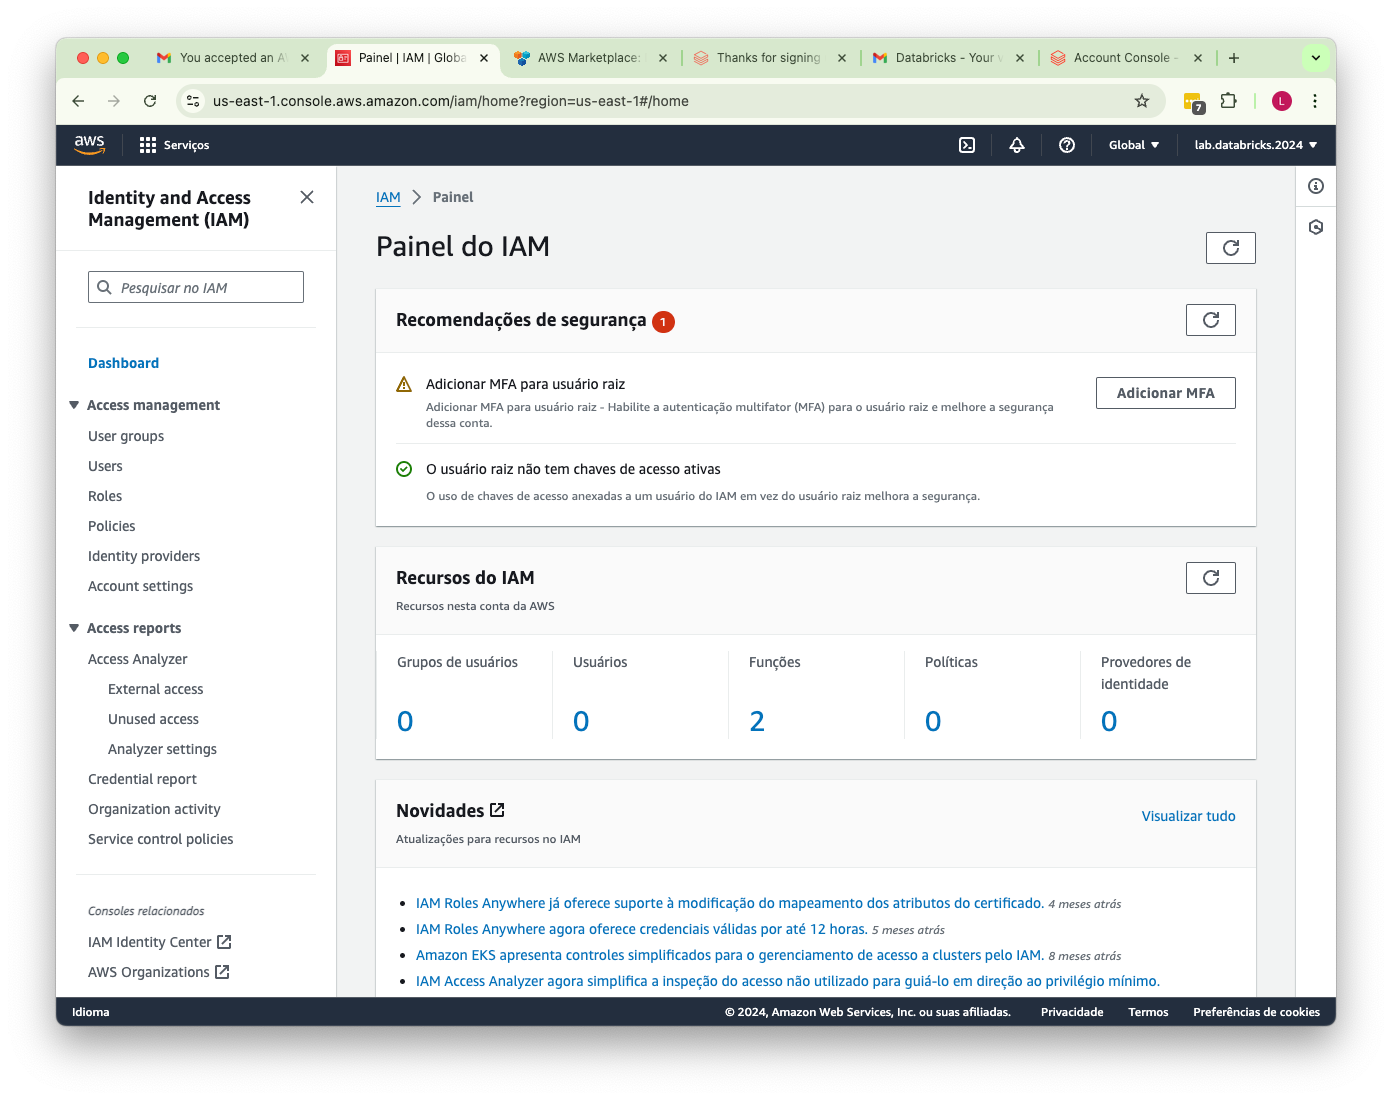 You accepted an A
Painel | IAM | Globa
AWS Marketplace:
Thanks for signing
Databricks - Your
Account Console -
us-east-1.console.aws.amazon.com/iam/home?region=us-east-1#/home
7
L
aws
Serviços
Global
lab.databricks.2024
Identity and Access
Management (IAM)
Pesquisar no IAM
Dashboard
Access management
User groups
Users
Roles
Policies
Identity providers
Account settings
Access reports
Access Analyzer
External access
Unused access
Analyzer settings
Credential report
Organization activity
Service control policies
Consoles relacionados
IAM Identity Center
AWS Organizations
IAM > Painel
Painel do IAM
Recomendações de segurança 1
Adicionar MFA para usuário raiz
Adicionar MFA para usuário raiz - Habilite a autenticação multifator (MFA) para o usuário raiz e melhore a segurança
dessa conta.
Adicionar MFA
O usuário raiz não tem chaves de acesso ativas
O uso de chaves de acesso anexadas a um usuário do IAM em vez do usuário raiz melhora a segurança.
Recursos do IAM
Recursos nesta conta da AWS
Grupos de usuários
0
Usuários
0
Funções
2
Políticas
0
Provedores de
identidade
0
Novidades
Atualizações para recursos no IAM
Visualizar tudo
IAM Roles Anywhere já oferece suporte à modificação do mapeamento dos atributos do certificado. 4 meses atrás
IAM Roles Anywhere agora oferece credenciais válidas por até 12 horas. 5 meses atrás
Amazon EKS apresenta controles simplificados para o gerenciamento de acesso a clusters pelo IAM. 8 meses atrás
IAM Access Analyzer agora simplifica a inspeção do acesso não utilizado para guiá-lo em direção ao privilégio mínimo.
Idioma
© 2024, Amazon Web Services, Inc. ou suas afiliadas.
Privacidade
Termos
Preferências de cookies